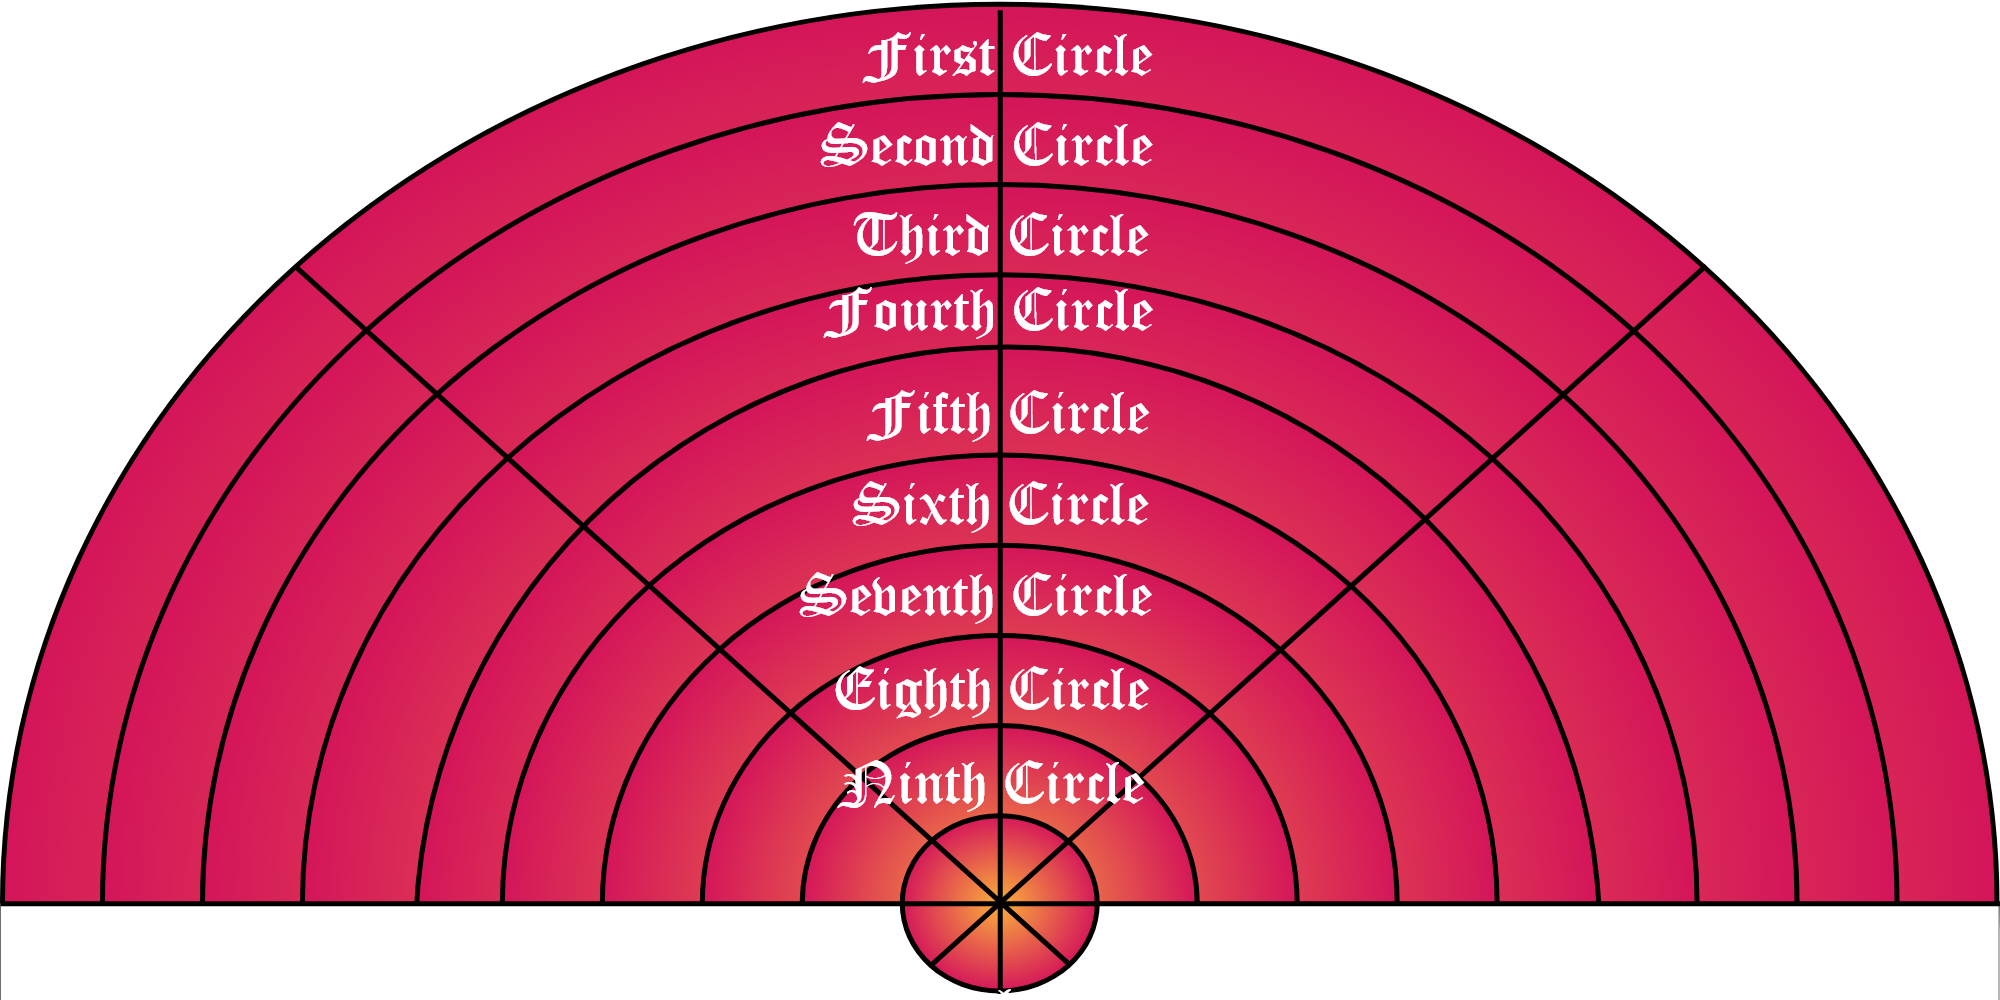 First Circle
Second Circle
Third Circle
Fourth Circle
Fifth Circle
Sixth Circle
Seventh Circle
Eighth Circle
Ninth Circle